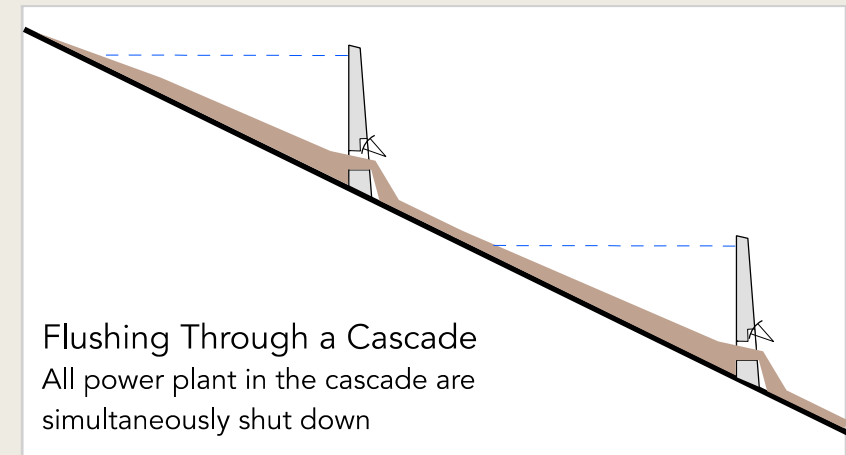 Flushing Through a Cascade
All power plant in the cascade are
simultaneously shut down